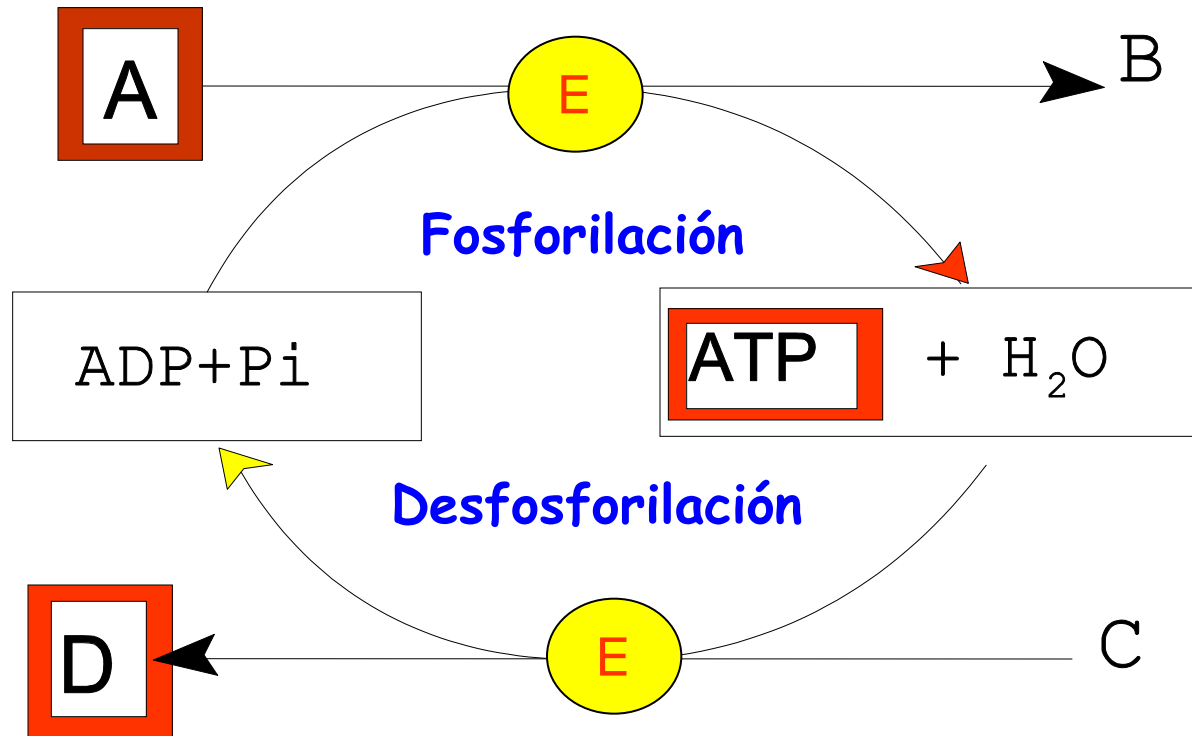 A
E
B
Fosforilación
ADP+Pi
ATP + H₂O
Desfosforilación
D
E
C